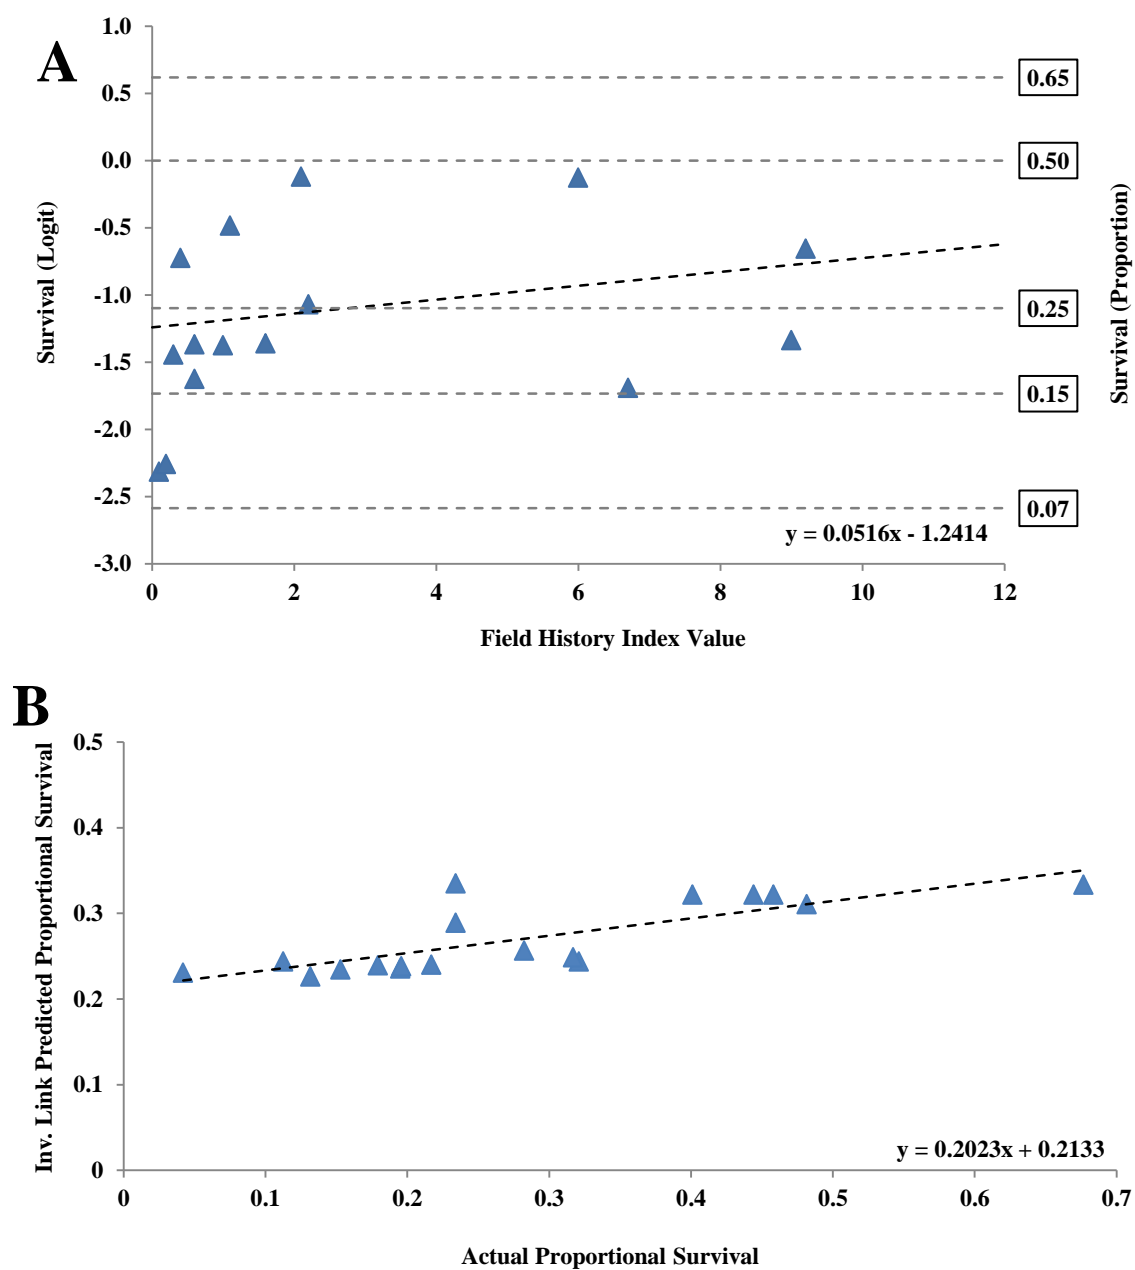 A
1.0
0.5
0.0
-0.5
-1.0
-1.5
-2.0
-2.5
-3.0
Survival (Logit)
0.65
0.50
0.25
0.15
0.07
Survival (Proportion)
y = 0.0516x - 1.2414
0 2 4 6 8 10 12
Field History Index Value
B
0.5
0.4
0.3
0.2
0.1
0
Inv. Link Predicted Proportional Survival
y = 0.2023x + 0.2133
0 0.1 0.2 0.3 0.4 0.5 0.6 0.7
Actual Proportional Survival